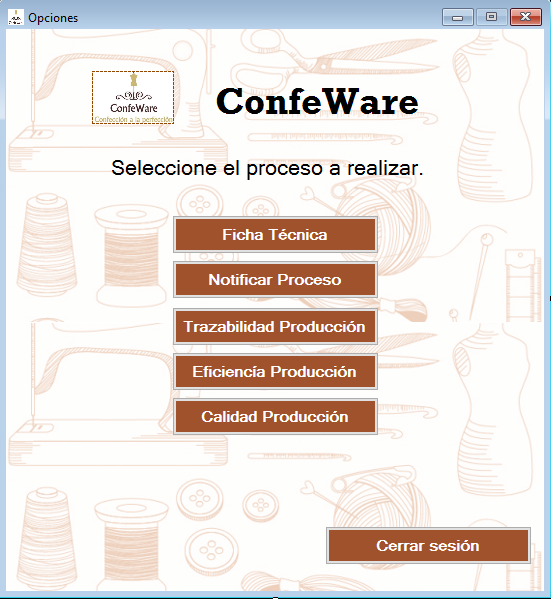 Opciones
ConfeWare
Confección a la perfección
ConfeWare
Seleccione el proceso a realizar.
Ficha Técnica
Notificar Proceso
Trazabilidad Producción
Eficiencía Producción
Calidad Producción
Cerrar sesión